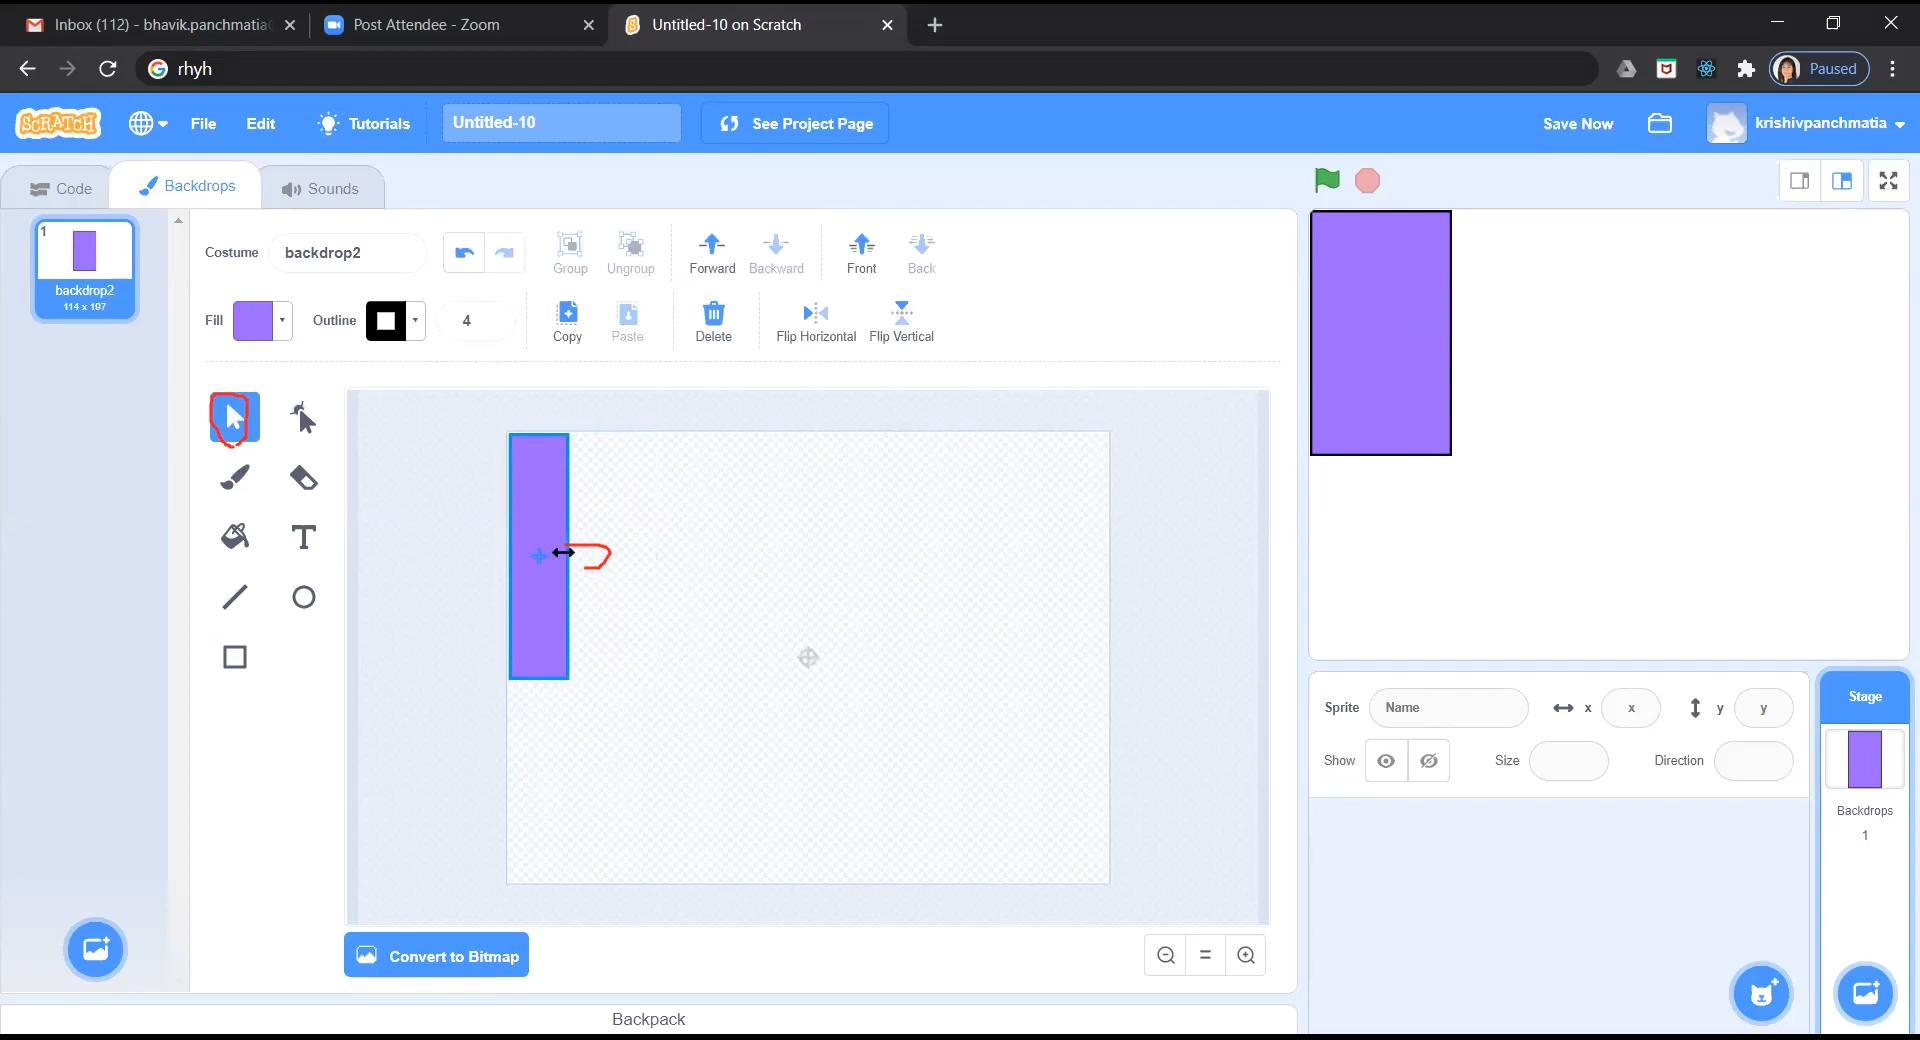 Inbox (112) - bhavik.panchmatia
Post Attendee - Zoom
Untitled-10 on Scratch
rhyh
Paused
SCRATCH
File
Edit
Tutorials
Untitled-10
See Project Page
Save Now
krishivpanchmatia
Code
Backdrops
Sounds
1
backdrop2
114 x 197
Costume
backdrop2
Group
Ungroup
Forward
Backward
Front
Back
Fill
Outline
4
Copy
Paste
Delete
Flip Horizontal
Flip Vertical
T
Convert to Bitmap
=
Backpack
Sprite
Name
x
x
y
y
Show
Size
Direction
Stage
Backdrops
1